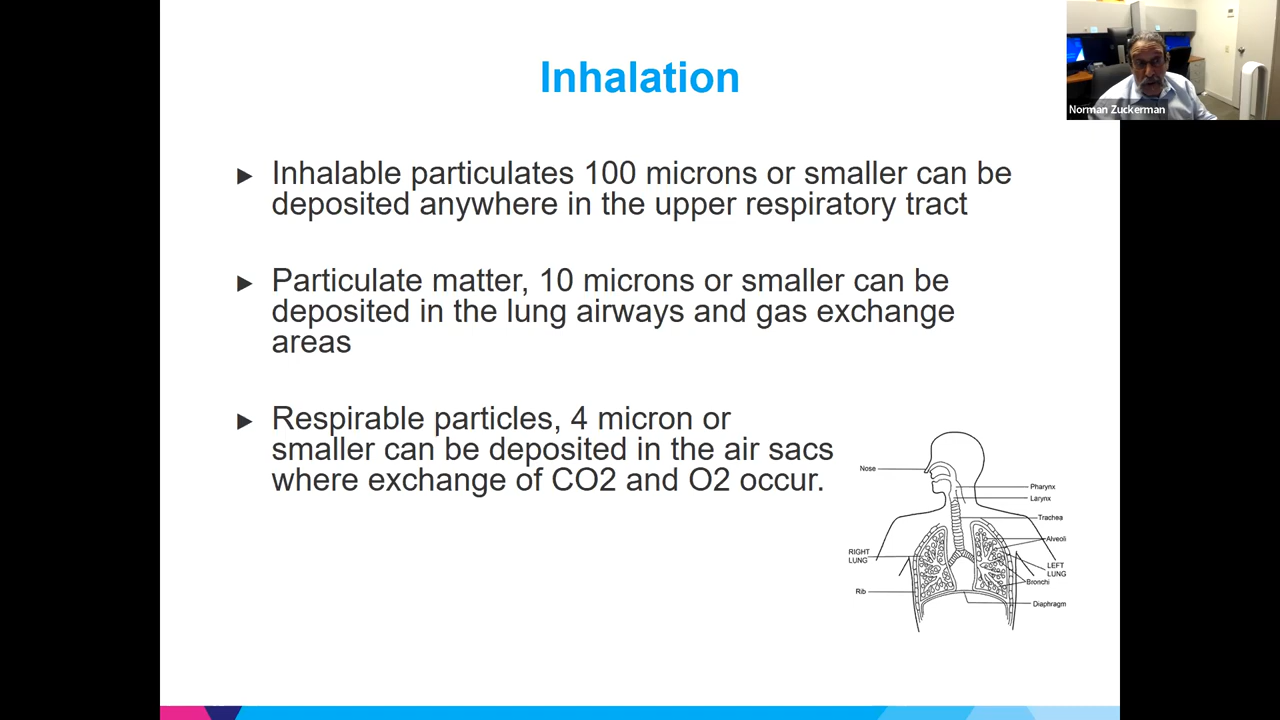 Inhalation
Norman Zuckerman
► Inhalable particulates 100 microns or smaller can be
deposited anywhere in the upper respiratory tract
► Particulate matter, 10 microns or smaller can be
deposited in the lung airways and gas exchange
areas
► Respirable particles, 4 micron or
smaller can be deposited in the air sacs
where exchange of CO2 and O2 occur.
Nose
Pharynx
Larynx
Trachea
Alveoli
RIGHT
LUNG
LEFT
LUNG
Bronchi
Rib
Diaphragm